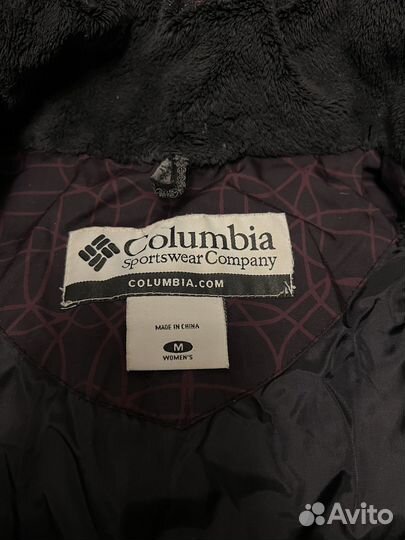 Columbia
Sportswear Company
COLUMBIA.COM
MADE IN CHINA
M
WOMEN'S
Avito